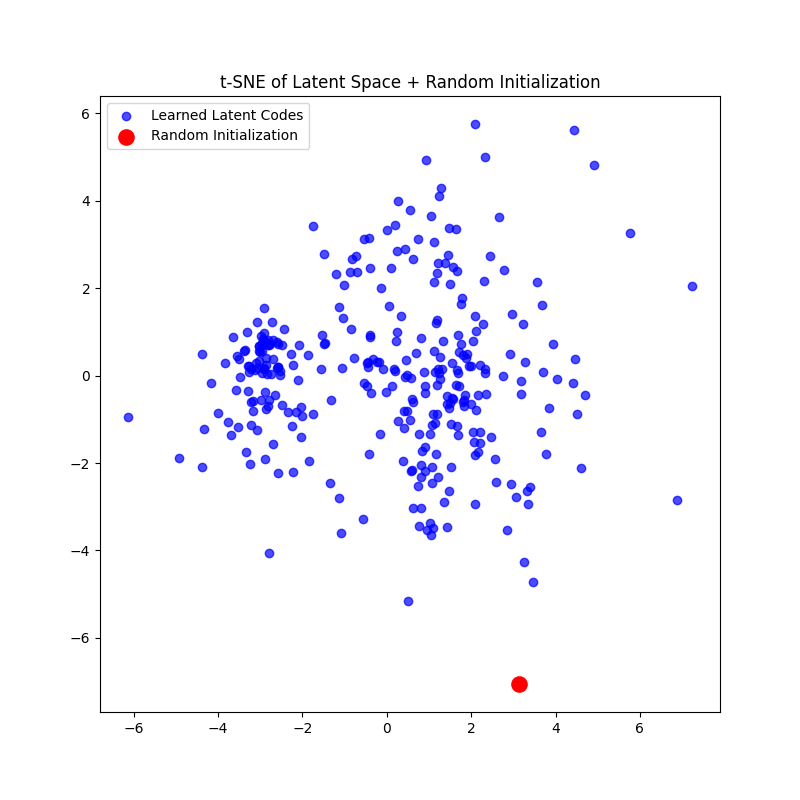 t-SNE of Latent Space + Random Initialization
Learned Latent Codes
Random Initialization
6
4
2
0
−2
−4
−6
−6 −4 −2 0 2 4 6